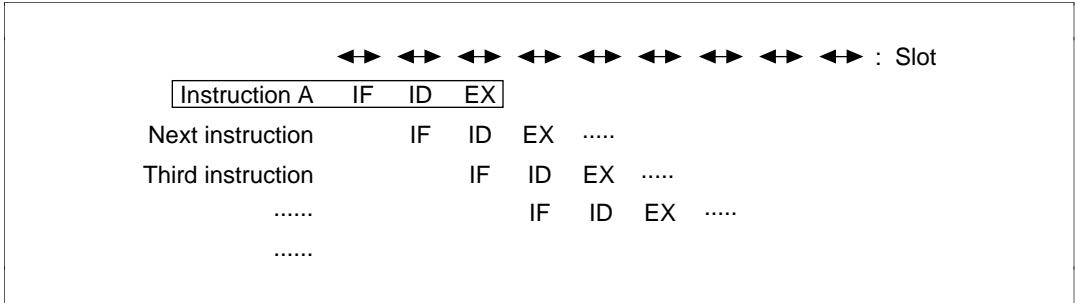 : Slot
Instruction A IF ID EX
Next instruction IF ID EX .....
Third instruction IF ID EX .....
...... IF ID EX .....
......